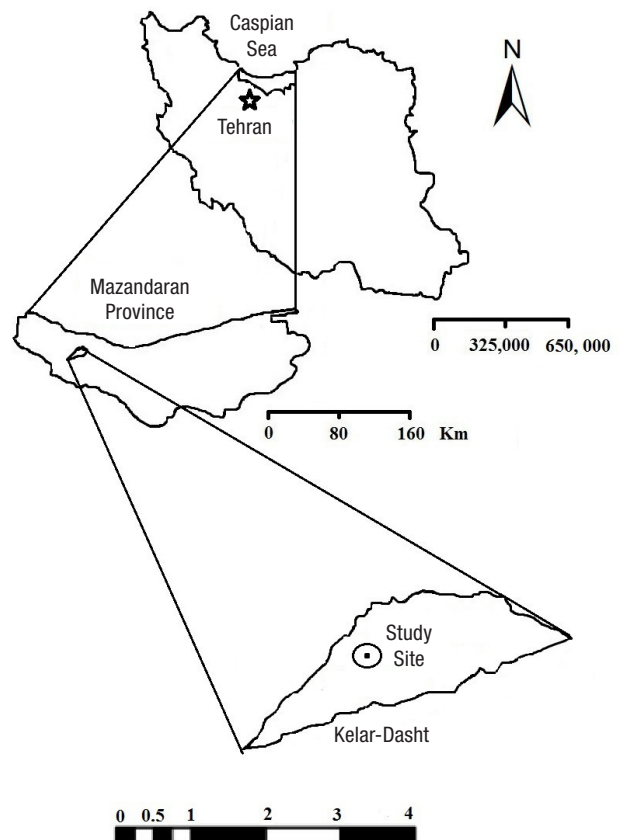 Caspian
Sea
N
Tehran
Mazandaran
Province
0 325,000 650, 000
0 80 160 Km
Study
Site
Kelar-Dasht
0 0.5 1 2 3 4